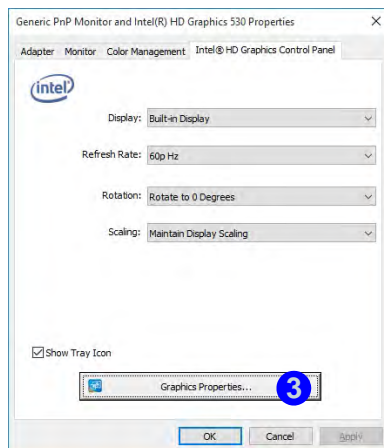 Generic PnP Monitor and Intel(R) HD Graphics 530 Properties
Adapter Monitor Color Management Intel® HD Graphics Control Panel
intel
Display: Built-in Display
Refresh Rate: 60p Hz
Rotation: Rotate to 0 Degrees
Scaling: Maintain Display Scaling
Show Tray Icon
Graphics Properties... 3
OK Cancel Apply